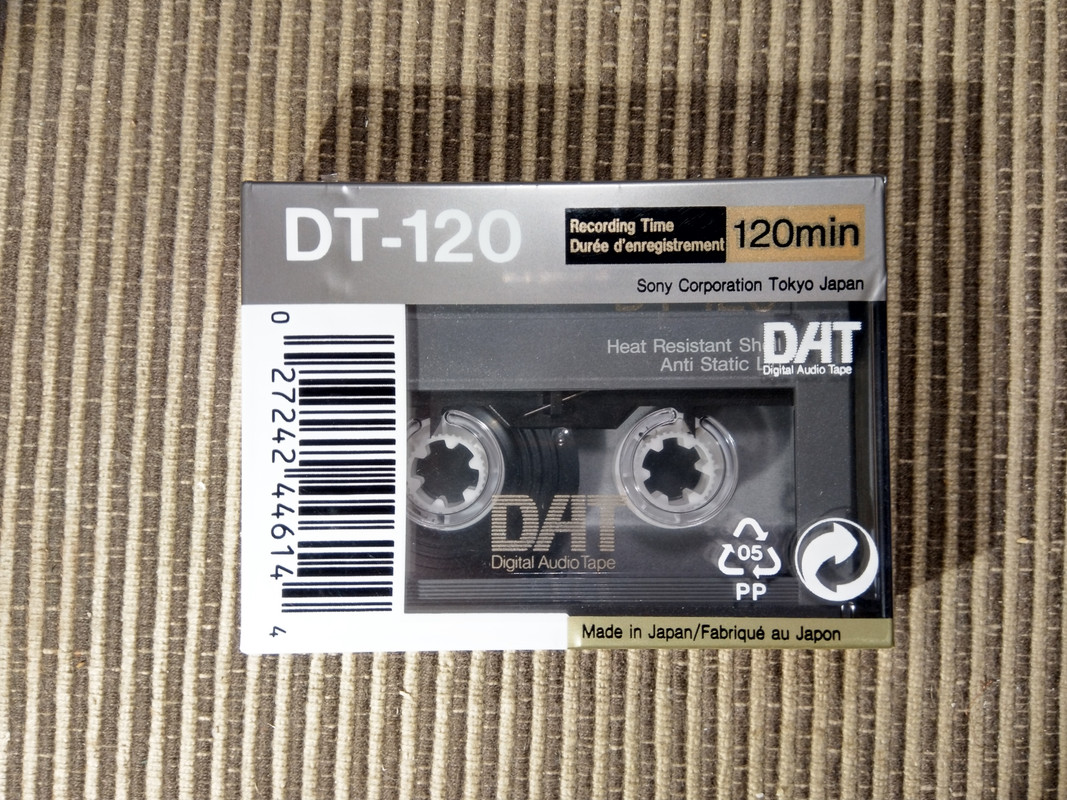 DT-120
Recording Time
Durée d'enregistrement
120min
Sony Corporation Tokyo Japan
Heat Resistant
Anti Static
DAT
Digital Audio Tape
0 27242 44614 4
DAT
Digital Audio Tape
05
PP
Made in Japan/Fabriqué au Japon